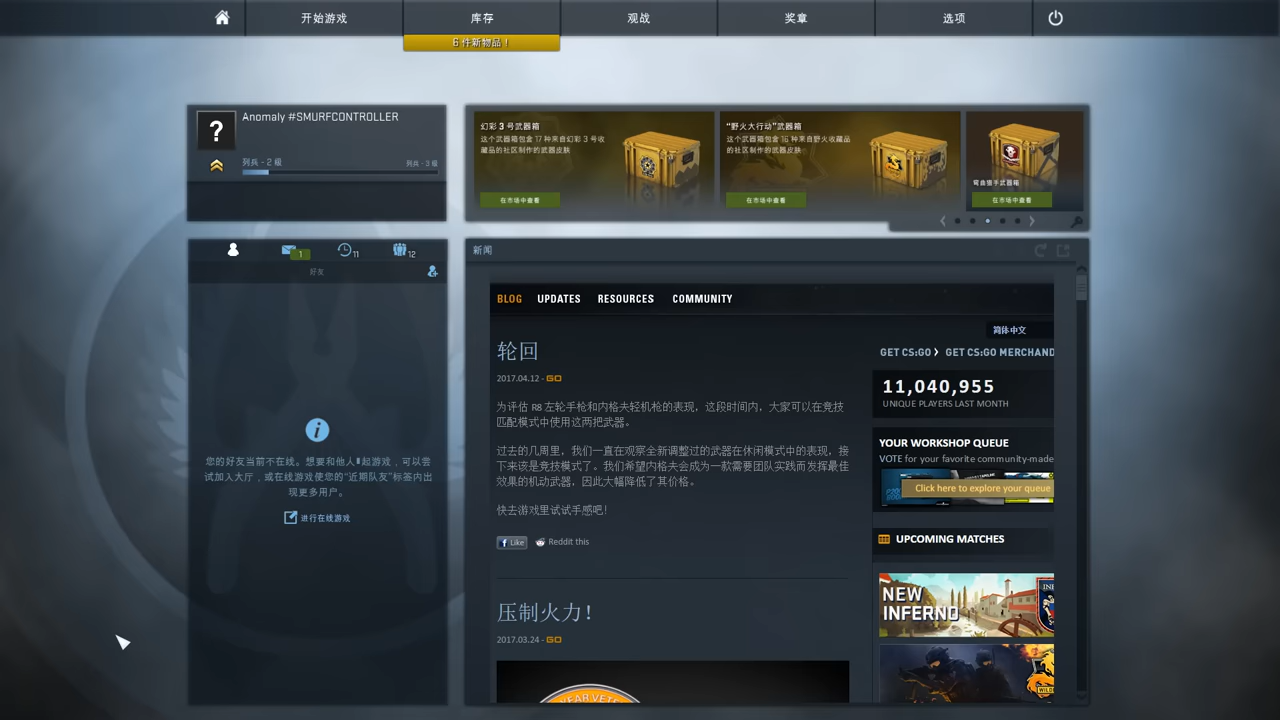 开始游戏
库存
观战
奖章
选项
6 件新物品！
?
Anomaly #SMURFCONTROLLER
列兵 - 2 级
列兵 - 3 级
幻彩 3 号武器箱
这个武器箱包含 17 种来自幻彩 3 号收
藏品的社区制作的武器皮肤
在市场中查看
“野火大行动”武器箱
这个武器箱包含 16 种来自野火收藏品
的社区制作的武器皮肤
在市场中查看
弯曲猎手武器箱
在市场中查看
1
11
12
好友
您的好友当前不在线。想要和他人
起游戏，可以尝
试加入大厅，或在线游戏使您的“近期队友”标签内出
现更多用户。
进行在线游戏
新闻
BLOG
UPDATES
RESOURCES
COMMUNITY
简体中文
GET CS:GO
GET CS:GO MERCHAND
轮回
2017.04.12 - GO
为评估 R8 左轮手枪和内格夫轻机枪的表现，这段时间内，大家可以在竞技
匹配模式中使用这两把武器。
过去的几周里，我们一直在观察全新调整过的武器在休闲模式中的表现，接
下来该是竞技模式了。我们希望内格夫会成为一款需要团队实践而发挥最佳
效果的机动武器，因此大幅降低了其价格。
快去游戏里试试手感吧！
Like
Reddit this
11,040,955
UNIQUE PLAYERS LAST MONTH
YOUR WORKSHOP QUEUE
VOTE for your favorite community-made
Click here to explore your queue
UPCOMING MATCHES
NEW
INFERNO
压制火力！
2017.03.24 - GO
YEAR VETE
WILD